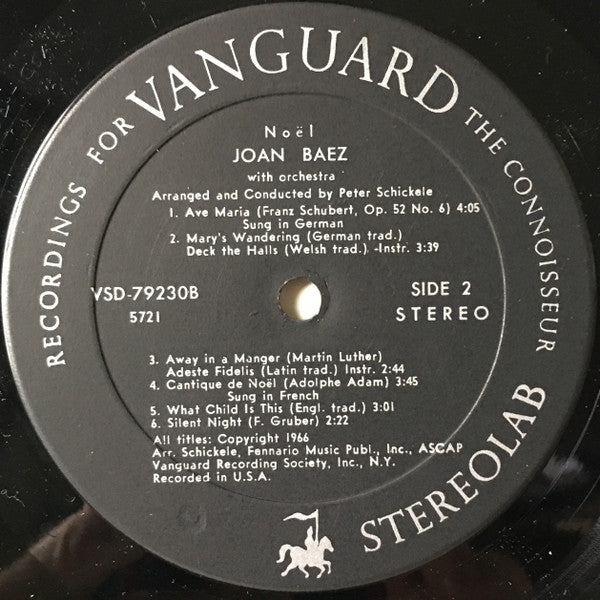 RECORDINGS FOR VANGUARD THE CONNOISSEUR
Noël
JOAN BAEZ
with orchestra
Arranged and Conducted by Peter Schickele
1. Ave Maria (Franz Schubert, Op. 52 No. 6) 4:05
Sung in German
2. Mary's Wandering (German trad.)
Deck the Halls (Welsh trad.) -Instr. 3:39
VSD-79230B
5721
SIDE 2
STEREO
3. Away in a Manger (Martin Luther)
Adeste Fidelis (Latin trad.) Instr. 2:44
4. Cantique de Noël (Adolphe Adam) 3:45
Sung in French
5. What Child Is This (Engl. trad.) 3:01
6. Silent Night (F. Gruber) 2:22
All titles: Copyright 1966
Arr. Schickele, Fennario Music Publ., Inc., ASCAP
Vanguard Recording Society, Inc., N.Y.
Recorded in U.S.A.
STEREOLAB